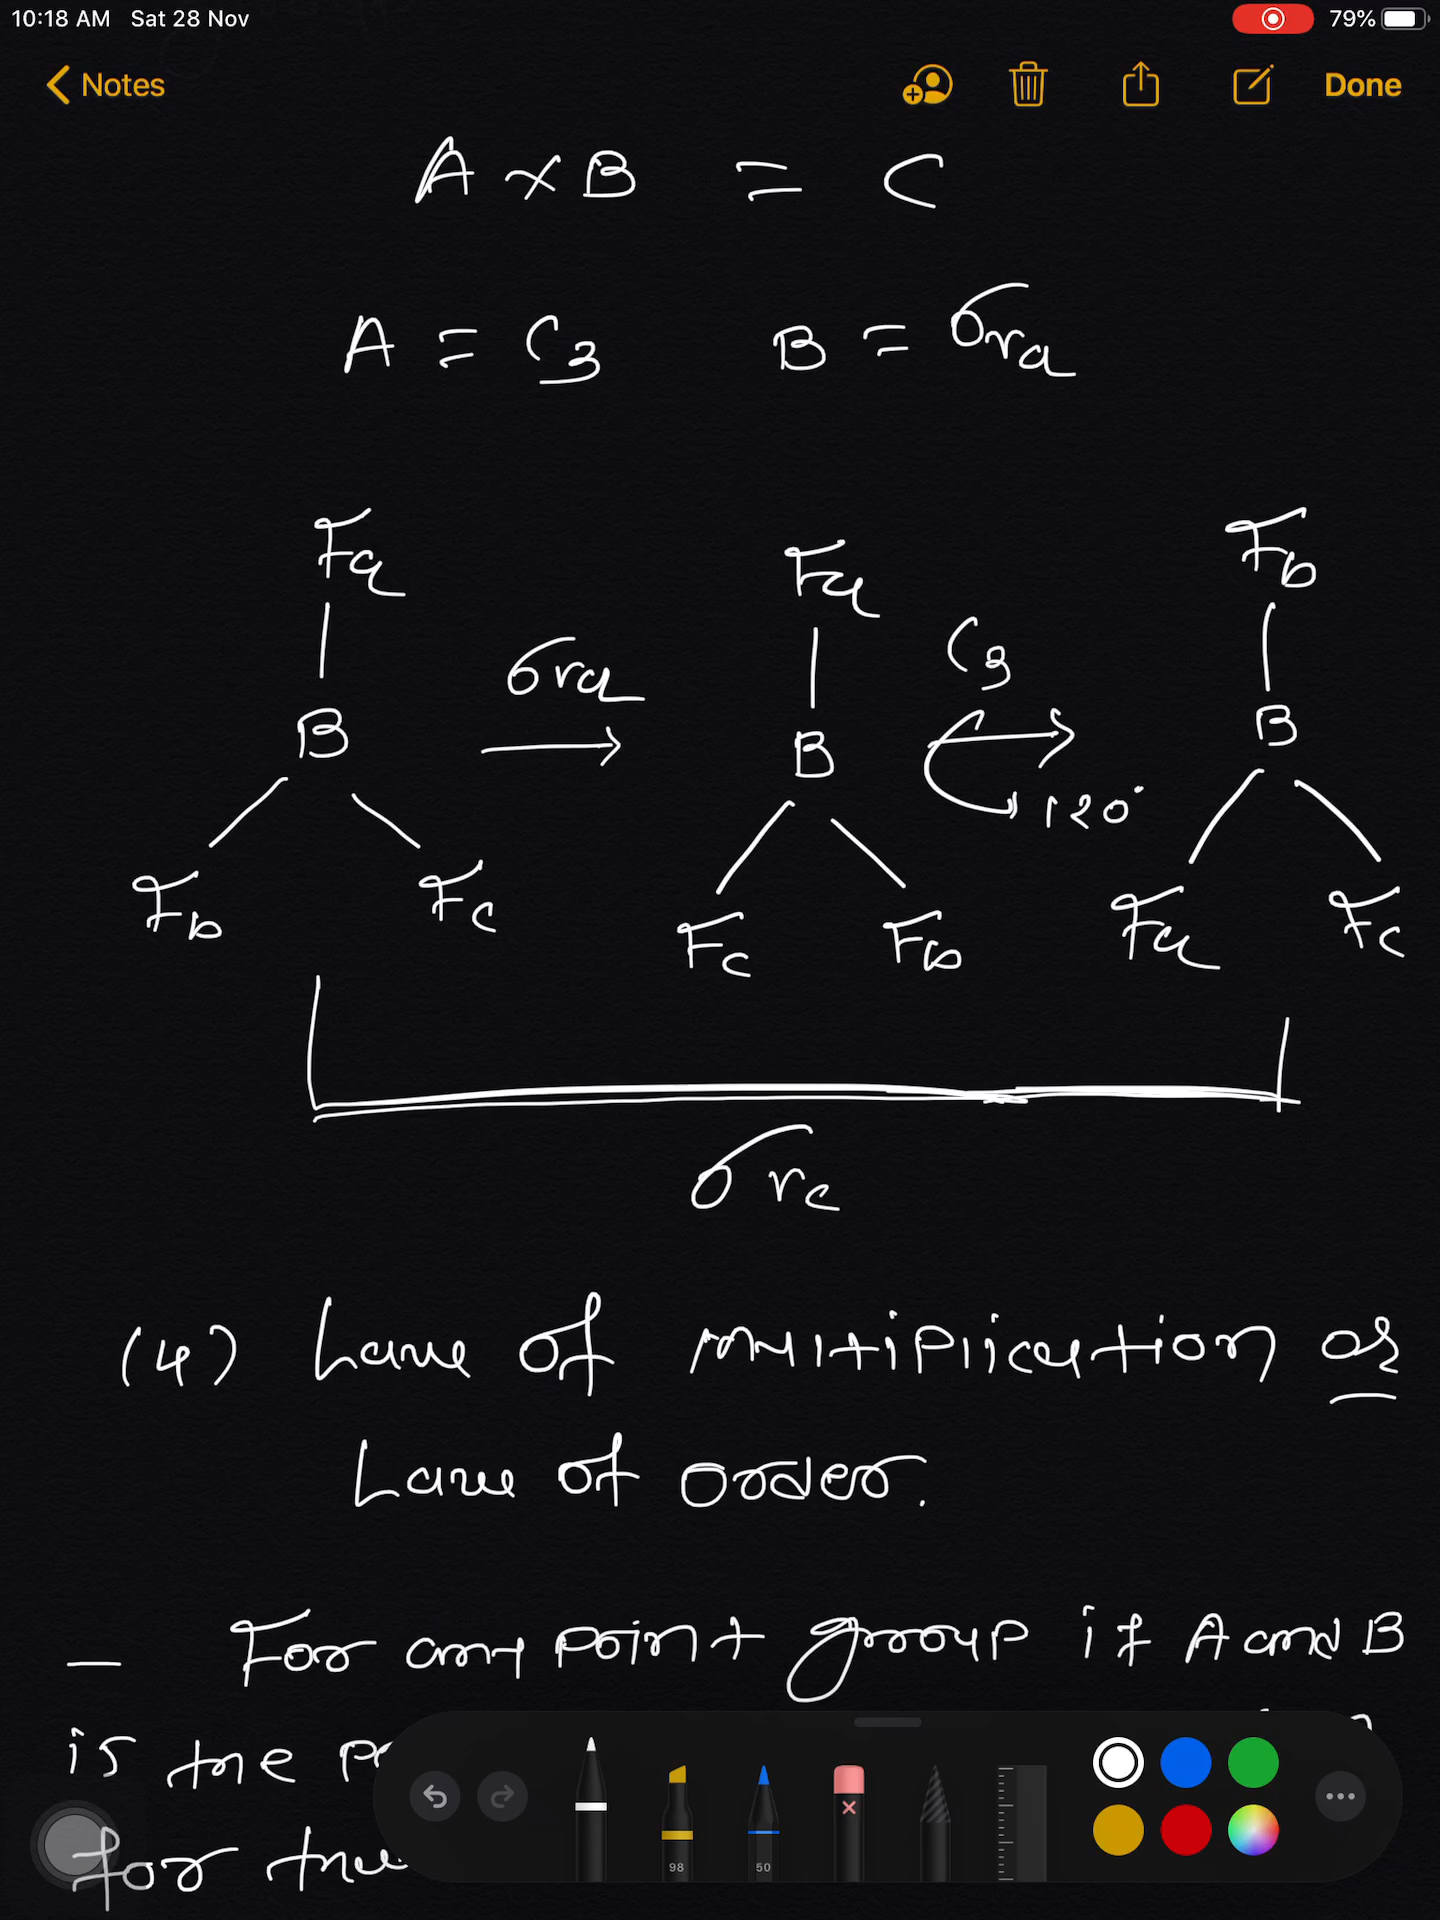 10:18 AM Sat 28 Nov 79%
Notes Done
A × B = C
A = C3 B = σva
Fa Fa Fb
σva C3
B B B
120°
Fb Fc Fc Fb Fa Fc
σvc
(4) Law of multiplication or
Law of order.
— For any point group if A and B
is the
for the
98 50